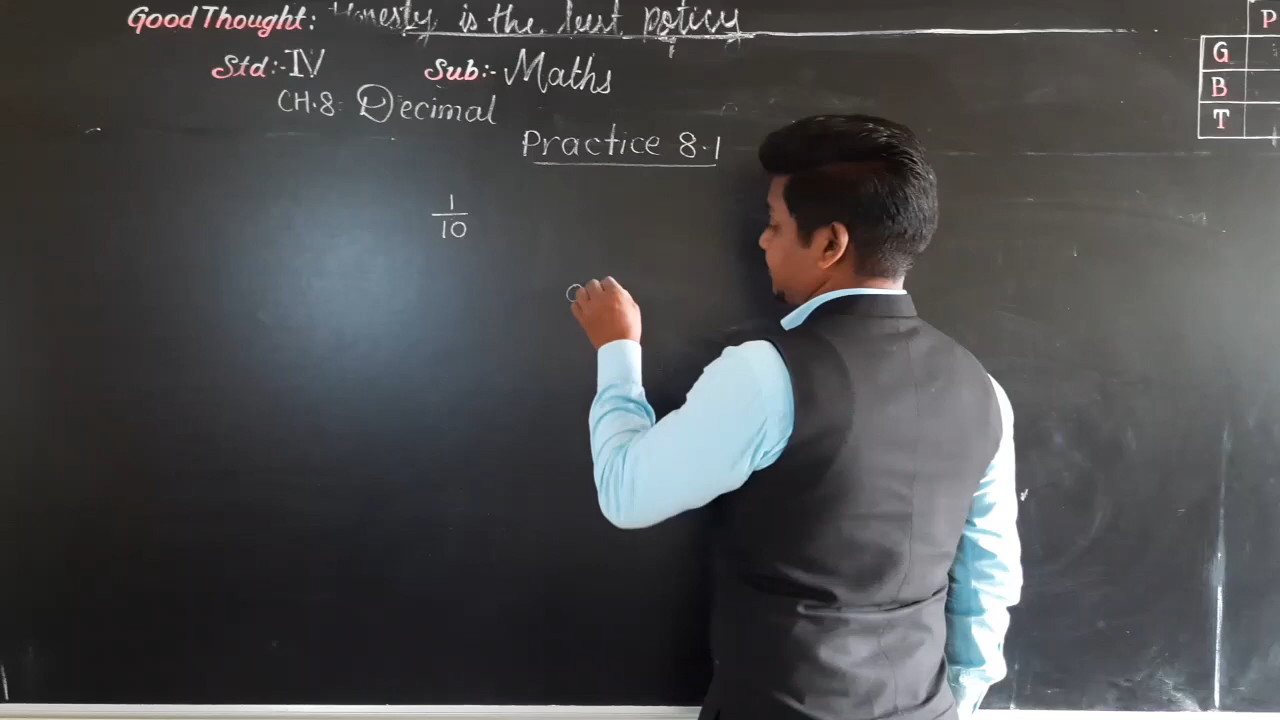 Good Thought: Honesty is the best policy
Std:- IV Sub:- Maths
CH.8: Decimal
Practice 8.1
1
10
0
P
G
B
T